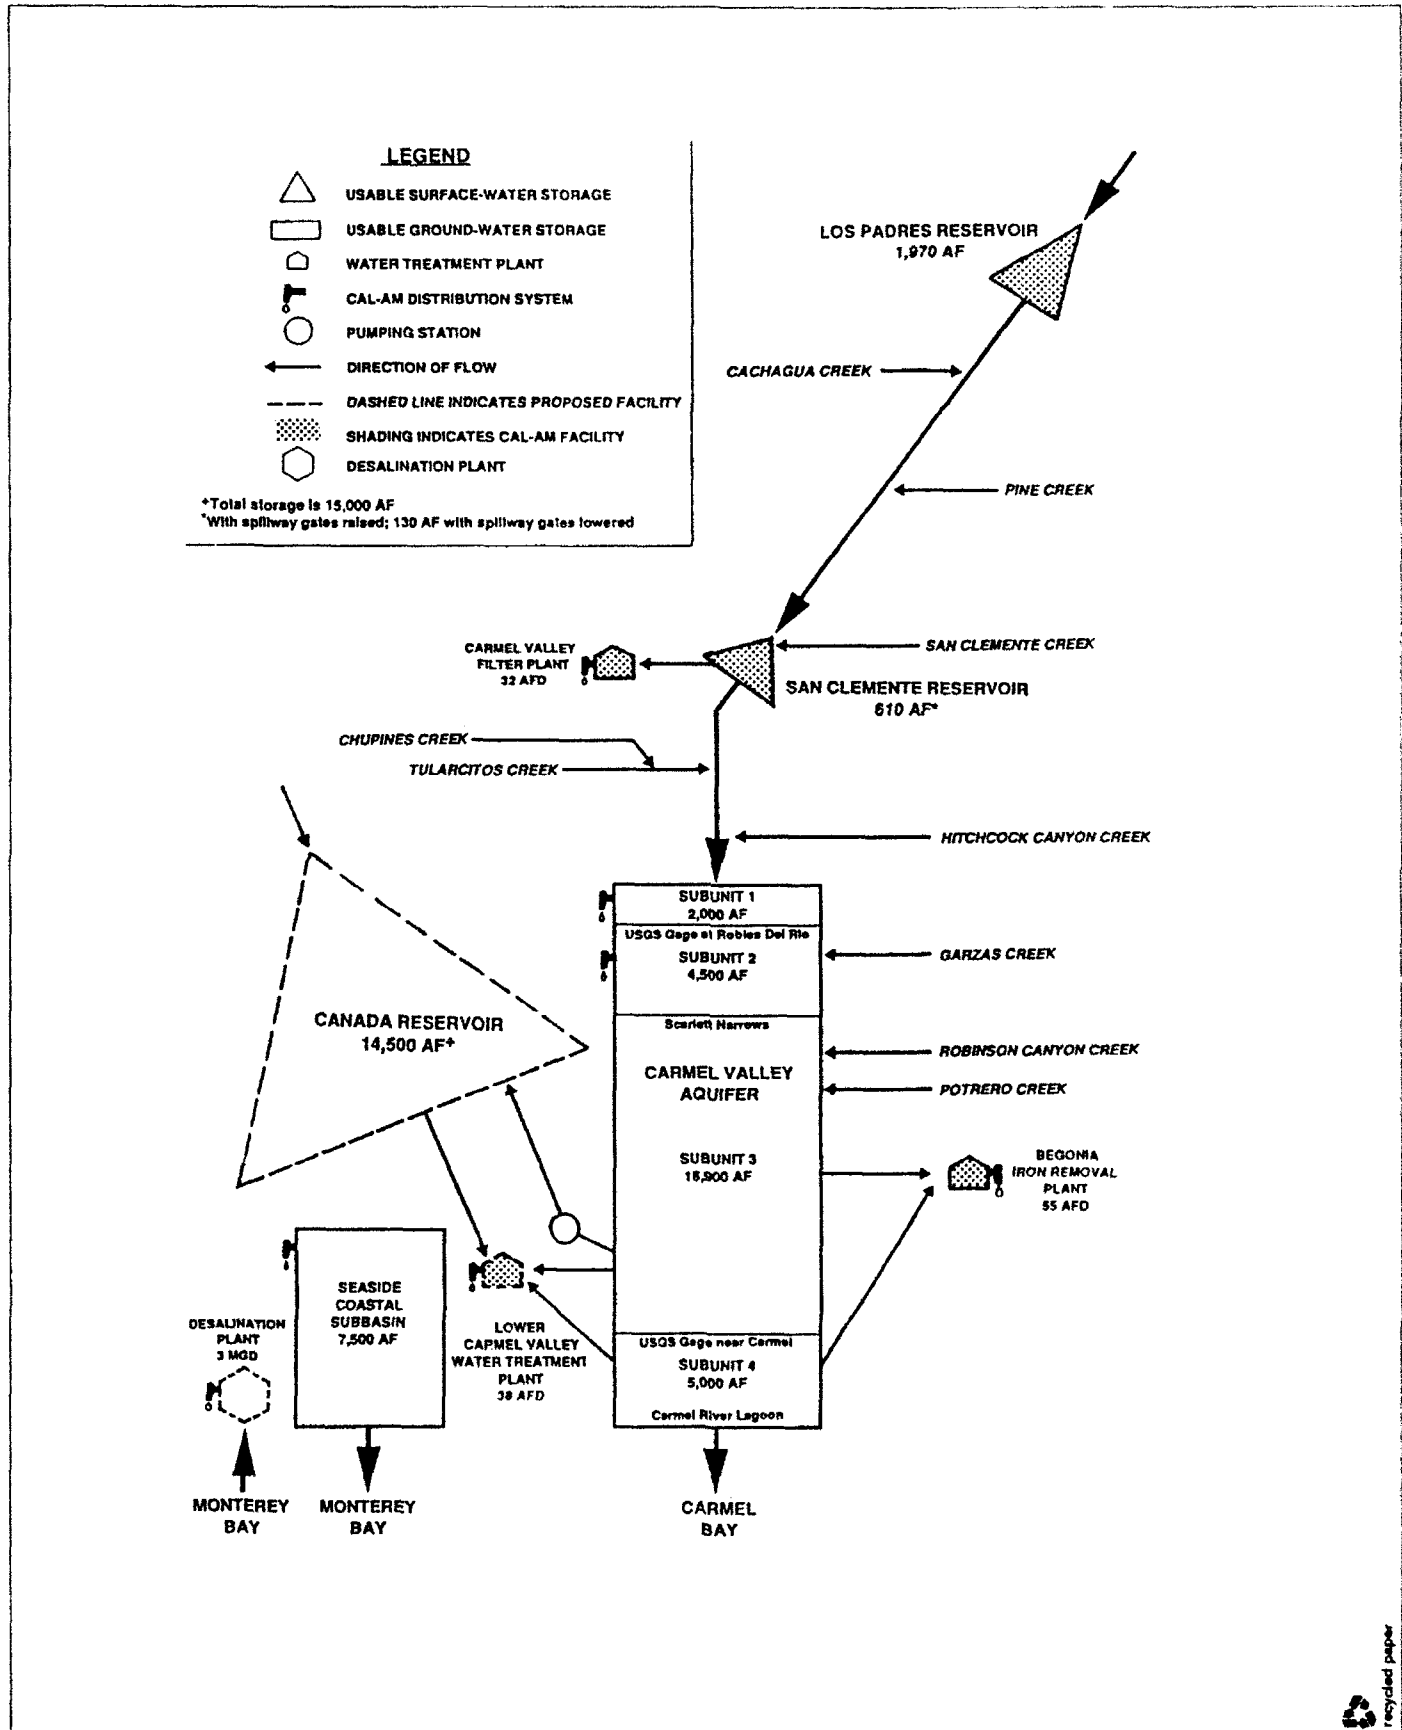 LEGEND
USABLE SURFACE-WATER STORAGE
USABLE GROUND-WATER STORAGE
WATER TREATMENT PLANT
CAL-AM DISTRIBUTION SYSTEM
PUMPING STATION
DIRECTION OF FLOW
DASHED LINE INDICATES PROPOSED FACILITY
SHADING INDICATES CAL-AM FACILITY
DESALINATION PLANT
+Total storage is 15,000 AF
*With spillway gates raised; 130 AF with spillway gates lowered
LOS PADRES RESERVOIR
1,970 AF
CACHAGUA CREEK
PINE CREEK
CARMEL VALLEY
FILTER PLANT
32 AFD
SAN CLEMENTE CREEK
SAN CLEMENTE RESERVOIR
610 AF*
CHUPINES CREEK
TULARCITOS CREEK
HITCHCOCK CANYON CREEK
SUBUNIT 1
2,000 AF
USGS Gage at Robles Del Rio
SUBUNIT 2
4,500 AF
GARZAS CREEK
CANADA RESERVOIR
14,500 AF+
Scarlett Narrows
ROBINSON CANYON CREEK
CARMEL VALLEY
AQUIFER
POTRERO CREEK
SUBUNIT 3
AF
BEGONIA
IRON REMOVAL
PLANT
55 AFD
SEASIDE
COASTAL
SUBBASIN
7,500 AF
DESALINATION
PLANT
3 MGD
LOWER
CARMEL VALLEY
WATER TREATMENT
PLANT
38 AFD
USGS Gage near Carmel
SUBUNIT 4
5,000 AF
Carmel River Lagoon
MONTEREY
BAY
MONTEREY
BAY
CARMEL
BAY
recycled paper